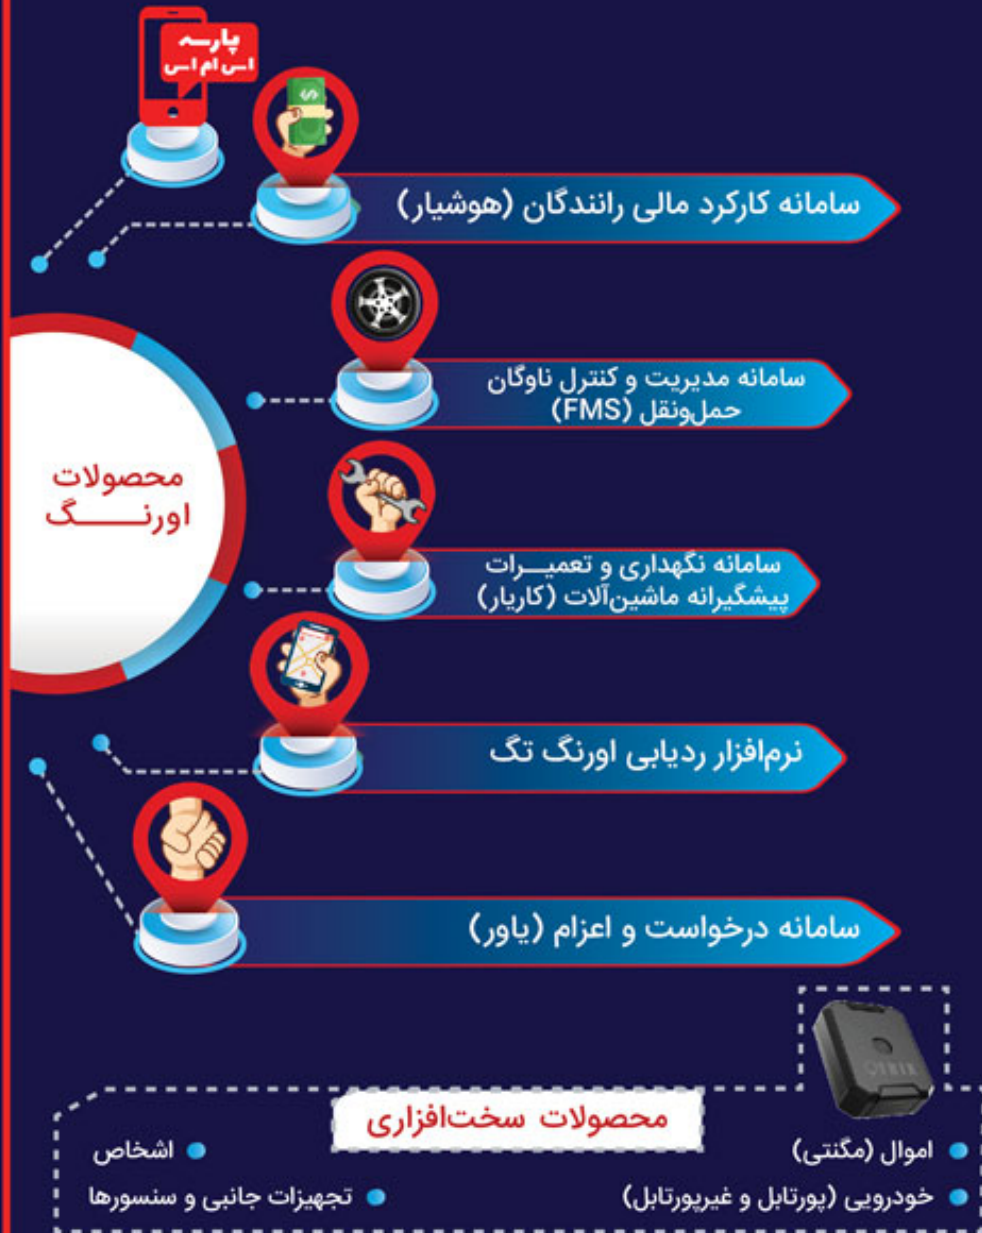 پارسه
اس ام اس
سامانه کارکرد مالی رانندگان (هوشیار)
سامانه مدیریت و کنترل ناوگان
حمل‌ونقل (FMS)
محصولات
اورنــــــگ
سامانه نگهداری و تعمیــرات
پیشگیرانه ماشین‌آلات (کاریار)
نرم‌افزار ردیابی اورنگ تگ
سامانه درخواست و اعزام (یاور)
محصولات سخت‌افزاری
اموال (مگنتی)
اشخاص
خودرویی (پورتابل و غیرپورتابل)
تجهیزات جانبی و سنسورها